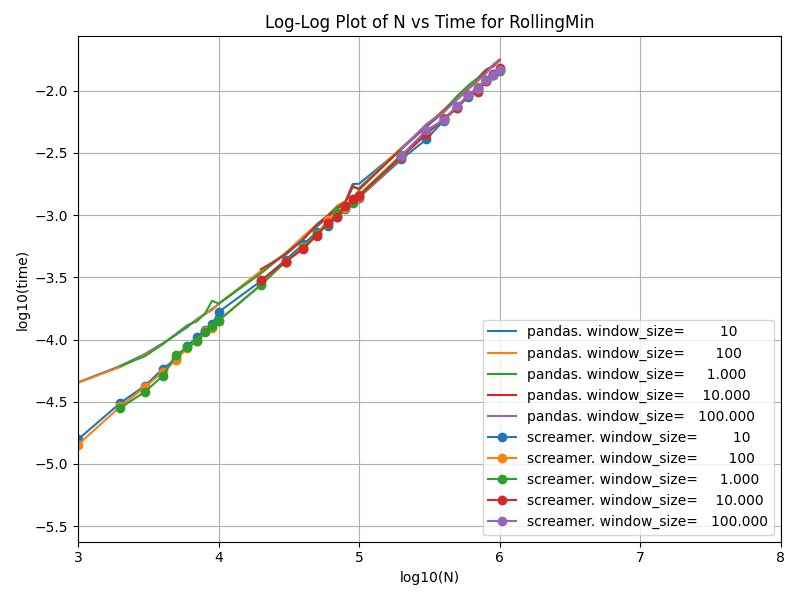 Log-Log Plot of N vs Time for RollingMin
log10(time)
−2.0
−2.5
−3.0
−3.5
−4.0
−4.5
−5.0
−5.5
pandas. window_size= 10
pandas. window_size= 100
pandas. window_size= 1.000
pandas. window_size= 10.000
pandas. window_size= 100.000
screamer. window_size= 10
screamer. window_size= 100
screamer. window_size= 1.000
screamer. window_size= 10.000
screamer. window_size= 100.000
3 4 5 6 7 8
log10(N)